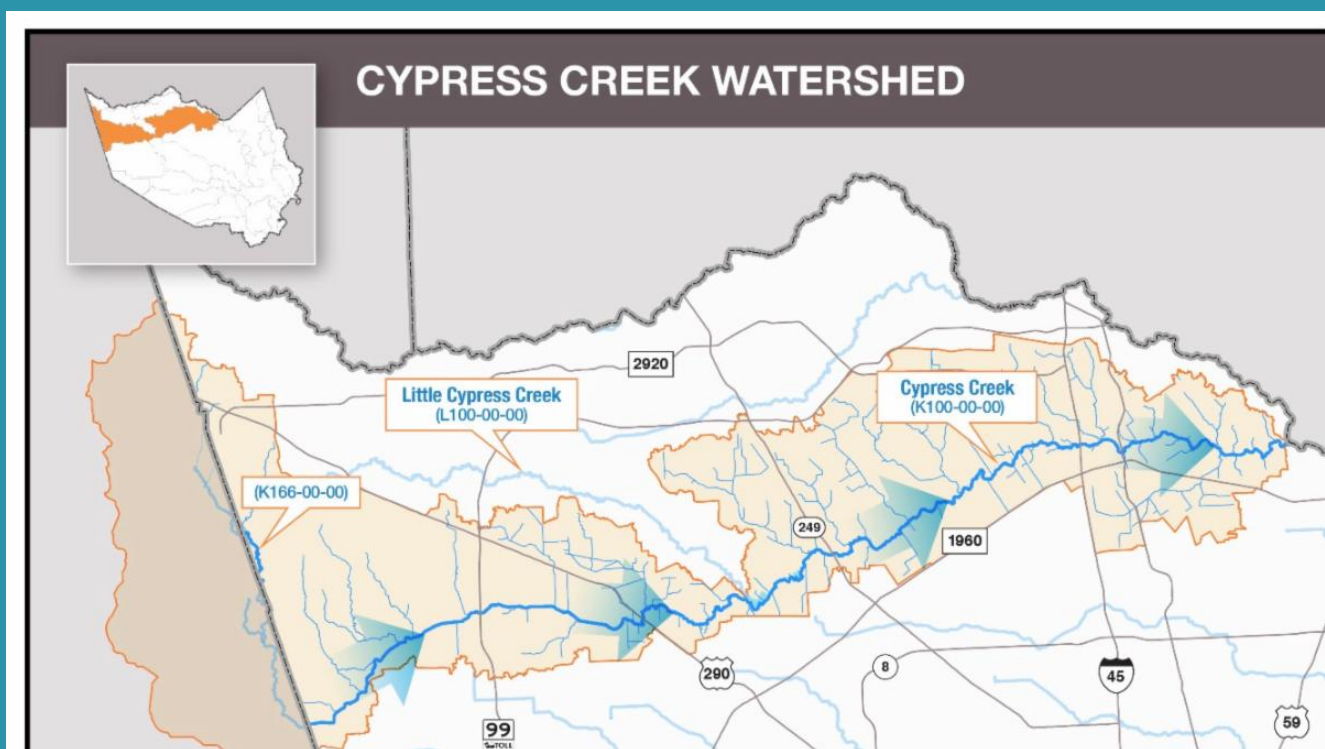 CYPRESS CREEK WATERSHED
2920
Little Cypress Creek
(L100-00-00)
Cypress Creek
(K100-00-00)
(K166-00-00)
249
1960
290
8
45
99
TOLL
59